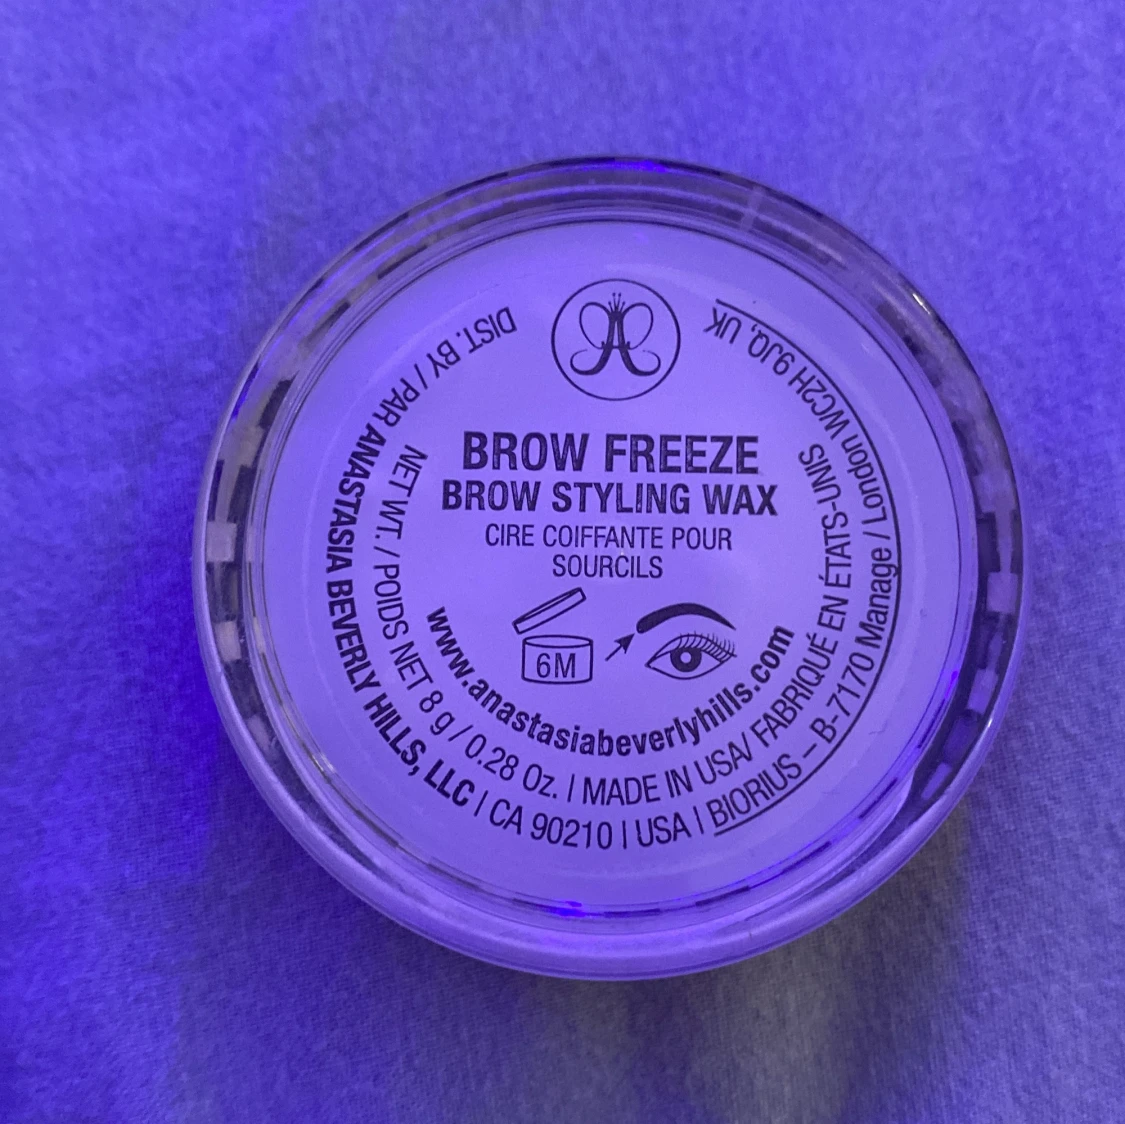 BROW FREEZE
BROW STYLING WAX
CIRE COIFFANTE POUR
SOURCILS
6M
www.anastasiabeverlyhills.com
NET WT. / POIDS NET 8 g / 0.28 Oz. | MADE IN USA/ FABRIQUÉ EN ÉTATS-UNIS
DIST. BY / PAR ANASTASIA BEVERLY HILLS, LLC | CA 90210 | USA | BIORIUS – B-7170 Manage / London WC2H 9JQ, UK